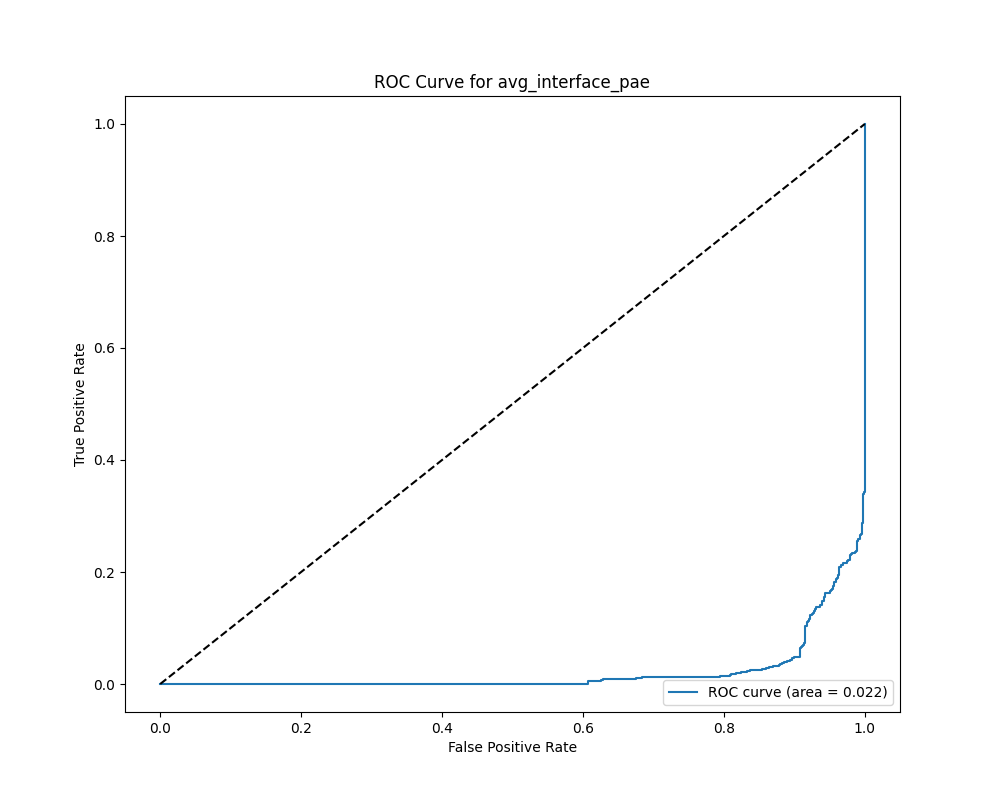 ROC Curve for avg_interface_pae
1.0
0.8
0.6
0.4
0.2
0.0
True Positive Rate
ROC curve (area = 0.022)
0.0 0.2 0.4 0.6 0.8 1.0
False Positive Rate